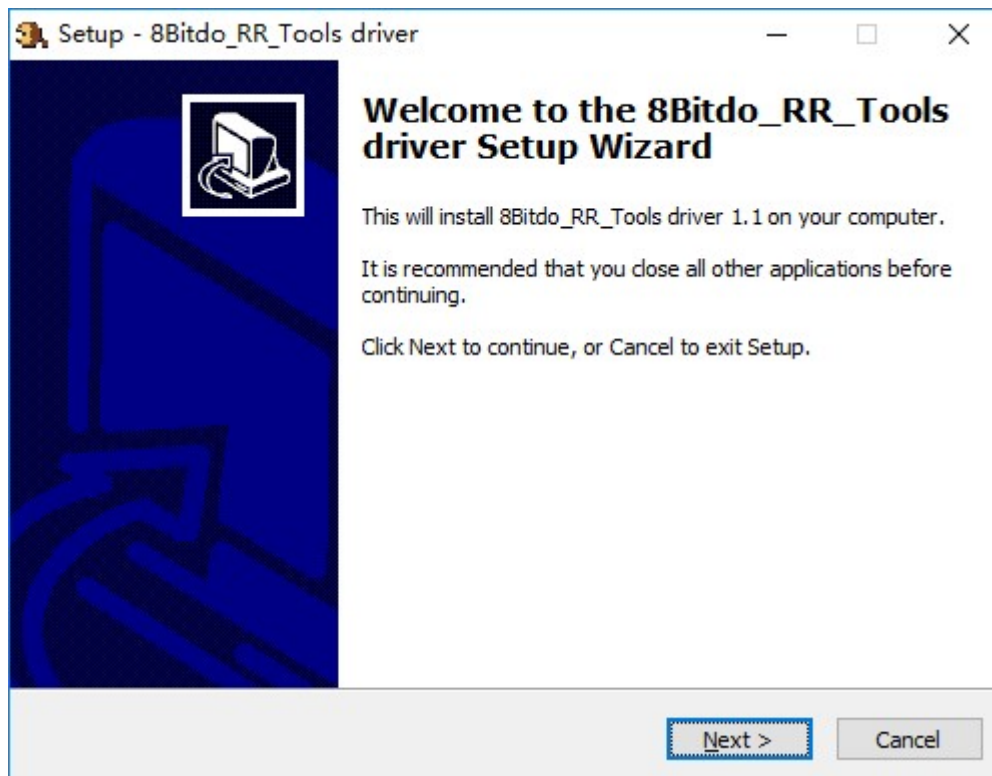 Setup - 8Bitdo_RR_Tools driver
Welcome to the 8Bitdo_RR_Tools
driver Setup Wizard
This will install 8Bitdo_RR_Tools driver 1.1 on your computer.
It is recommended that you close all other applications before
continuing.
Click Next to continue, or Cancel to exit Setup.
Next >
Cancel